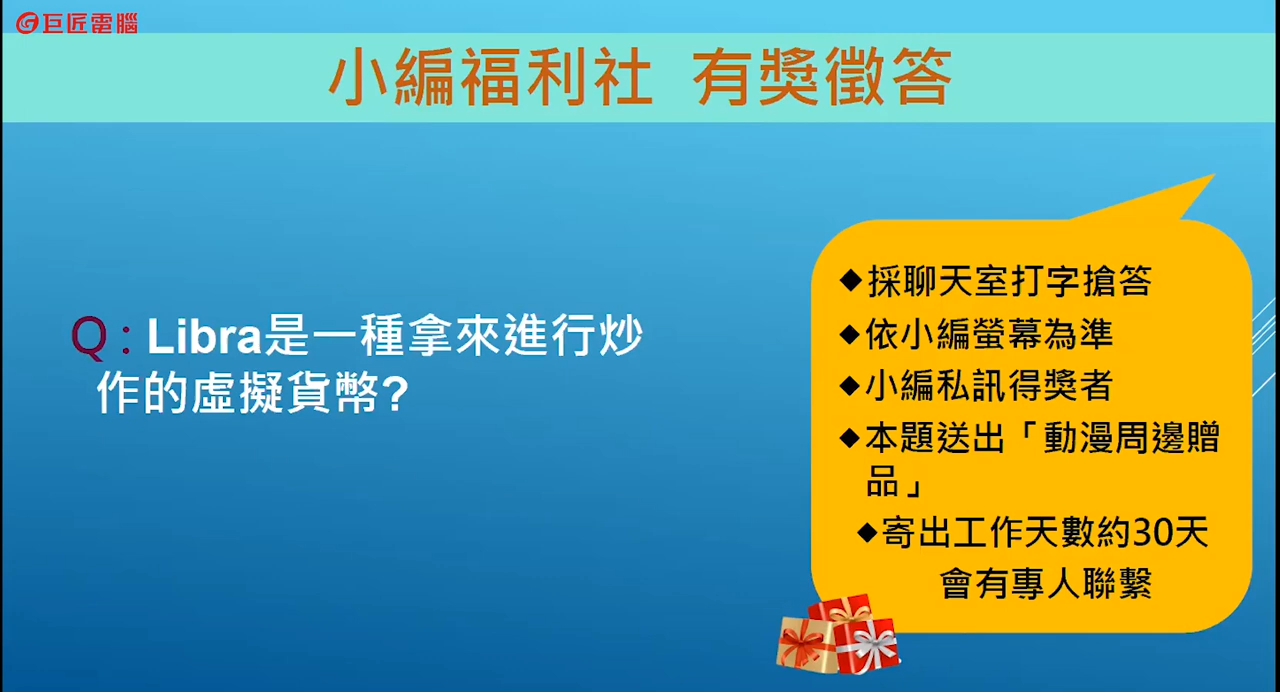 巨匠電腦
小編福利社 有獎徵答
Q : Libra是一種拿來進行炒
作的虛擬貨幣?
◆採聊天室打字搶答
◆依小編螢幕為準
◆小編私訊得獎者
◆本題送出「動漫周邊贈
品」
◆寄出工作天數約30天
會有專人聯繫